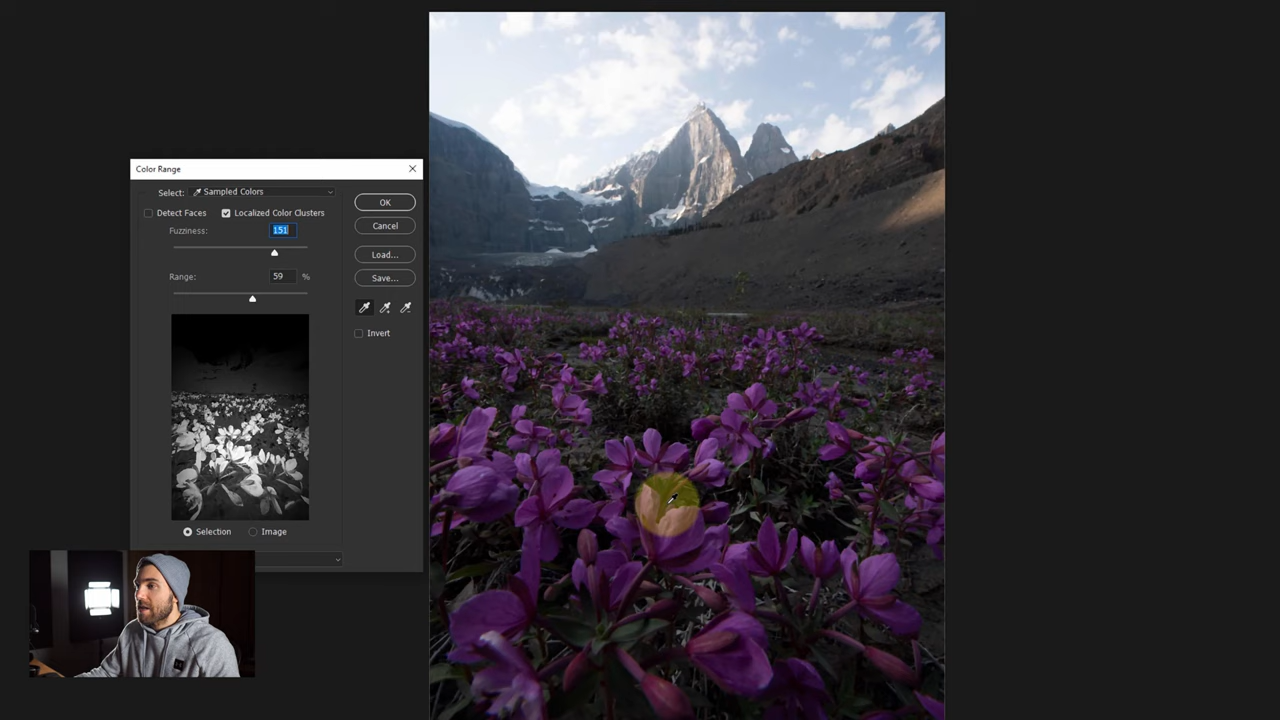 Color Range
Select: Sampled Colors
Detect Faces Localized Color Clusters
Fuzziness: 151
Range: 59 %
Selection Image
OK
Cancel
Load...
Save...
Invert